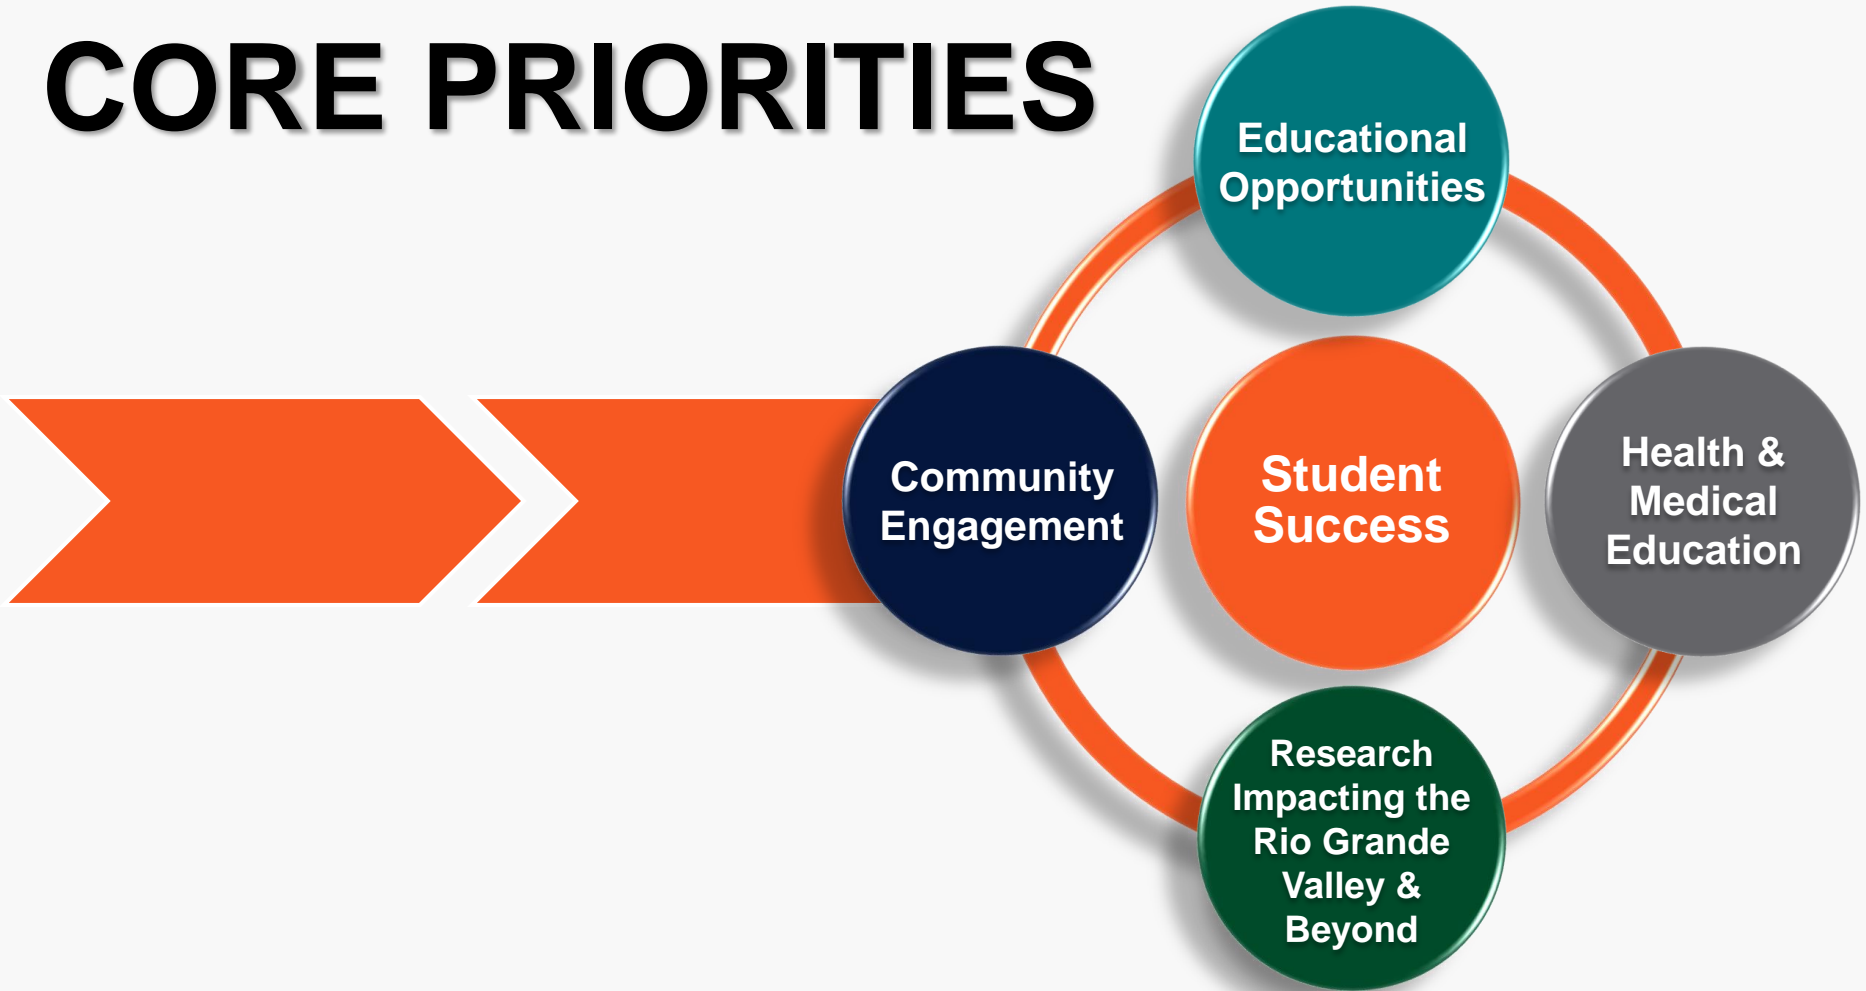 CORE PRIORITIES
Educational
Opportunities
Community
Engagement
Student
Success
Health &
Medical
Education
Research
Impacting the
Rio Grande
Valley &
Beyond